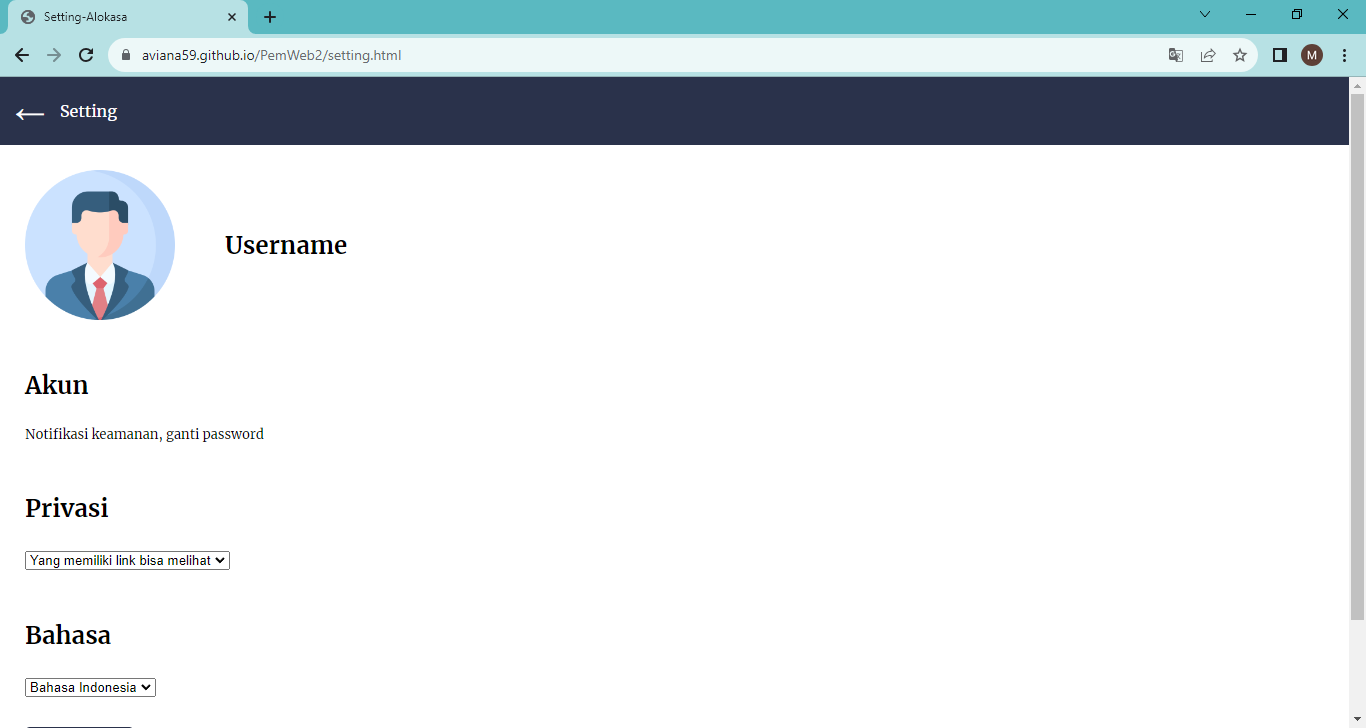 Setting-Alokasa
aviana59.github.io/PemWeb2/setting.html
M
Setting
Username
Akun
Notifikasi keamanan, ganti password
Privasi
Yang memiliki link bisa melihat
Bahasa
Bahasa Indonesia